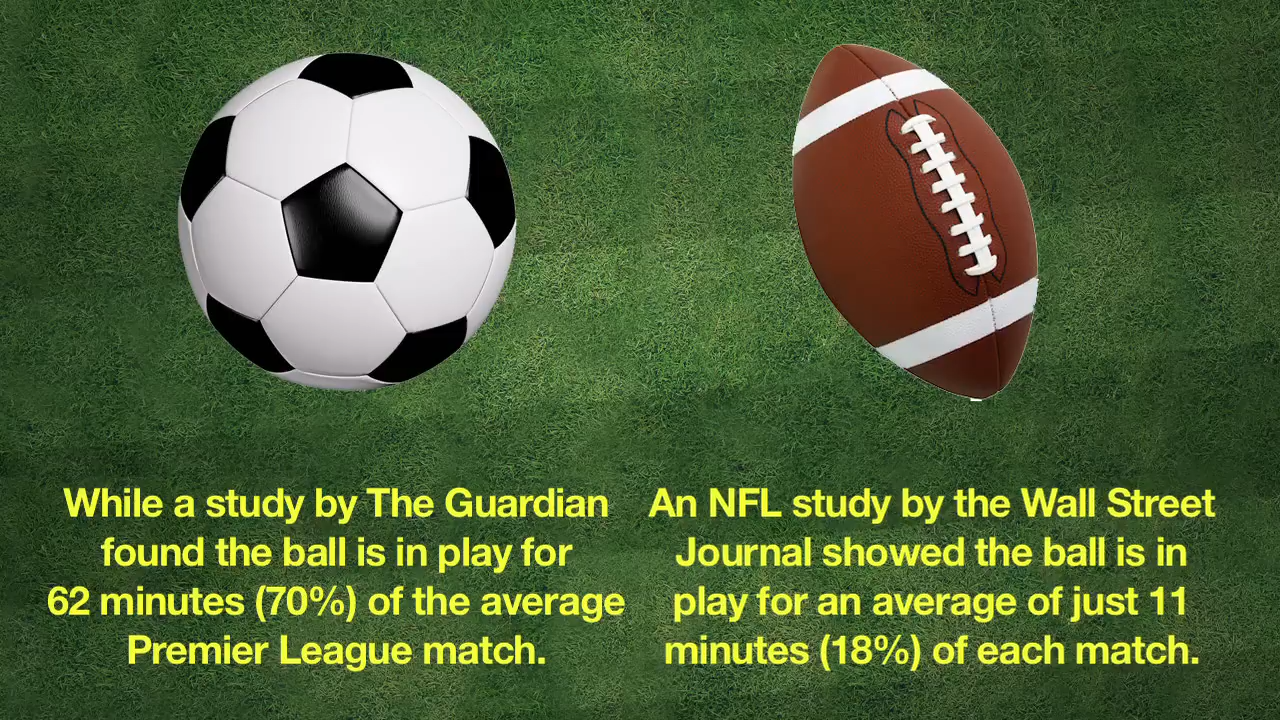 While a study by The Guardian
found the ball is in play for
62 minutes (70%) of the average
Premier League match.
An NFL study by the Wall Street
Journal showed the ball is in
play for an average of just 11
minutes (18%) of each match.